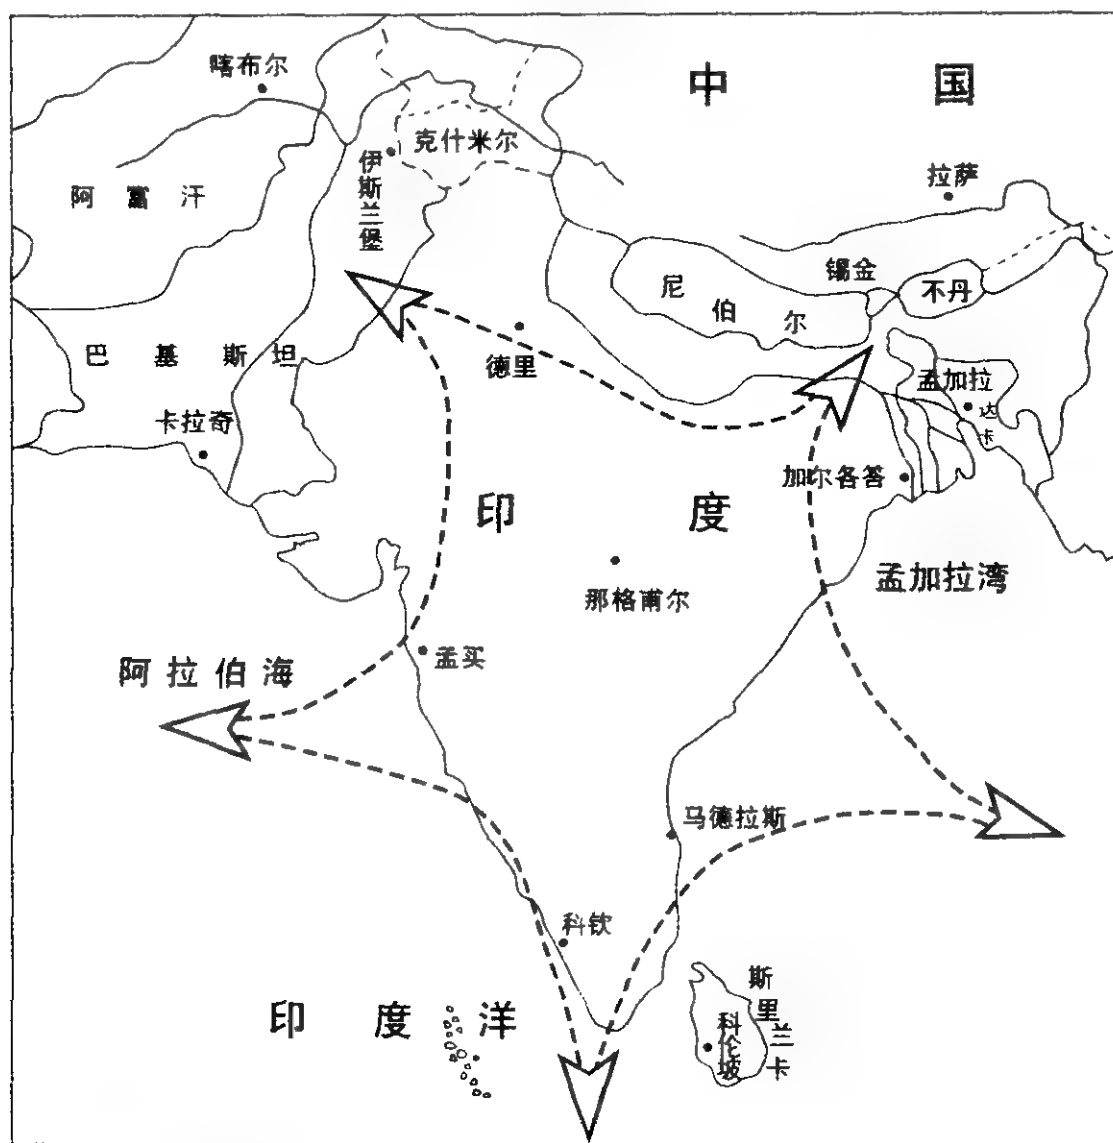 中 国
喀布尔
克什米尔
伊斯兰堡
阿富汗
拉萨
锡金
不丹
尼伯尔
德里
巴基斯坦
孟加拉
达卡
卡拉奇
加尔各答
印 度
孟加拉湾
那格甫尔
孟买
阿拉伯海
马德拉斯
科钦
斯里兰卡
科伦坡
印度洋